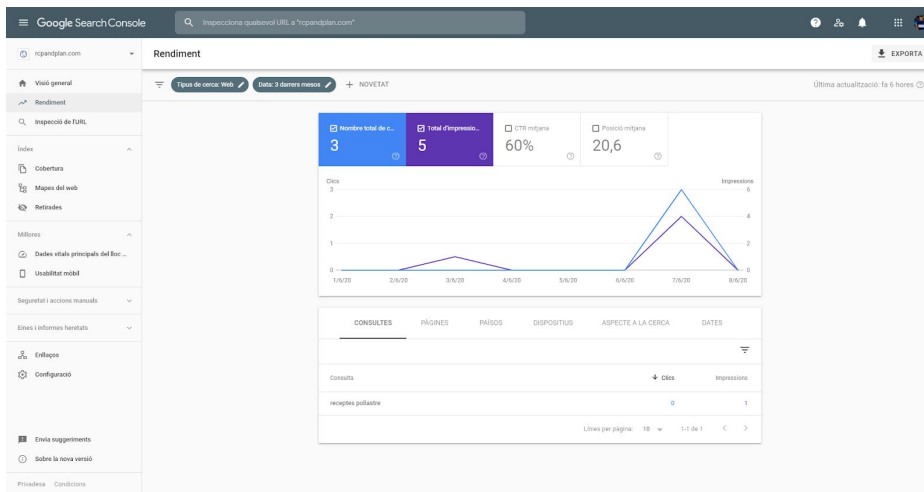 Google Search Console
Inspecciona qualsevol URL a "rcpandplan.com"
rcpandplan.com
Rendiment
EXPORTA
Visió general
Rendiment
Inspecció de l'URL
Índex
Cobertura
Mapes del web
Retirades
Millores
Dades vitals principals del lloc ...
Usabilitat mòbil
Seguretat i accions manuals
Eines i informes heretats
Enllaços
Configuració
Envia suggeriments
Sobre la nova versió
Privadesa Condicions
Tipus de cerca: Web
Data: 3 darrers mesos
+ NOVETAT
Última actualització: fa 6 hores
Nombre total de c...
3
Total d'impressio...
5
CTR mitjana
60%
Posició mitjana
20,6
Clics Impressions
3 6
2 4
1 2
0 0
1/6/20 2/6/20 3/6/20 4/6/20 5/6/20 6/6/20 7/6/20 8/6/20
CONSULTES PÀGINES PAÏSOS DISPOSITIUS ASPECTE A LA CERCA DATES
Consulta Clics Impressions
receptes pollastre 0 1
Línies per pàgina: 10 1-1 de 1